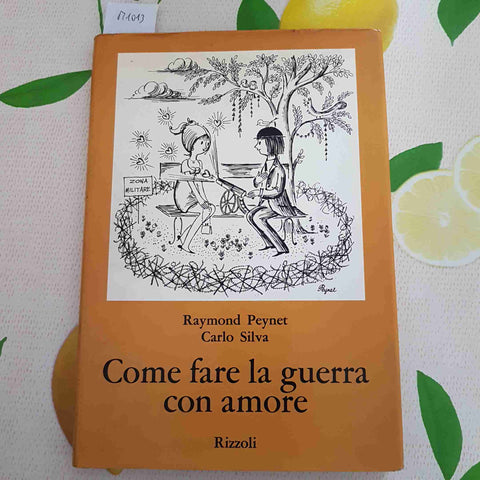 ZONA
MILITARE
Peynet
Raymond Peynet
Carlo Silva
Come fare la guerra
con amore
Rizzoli